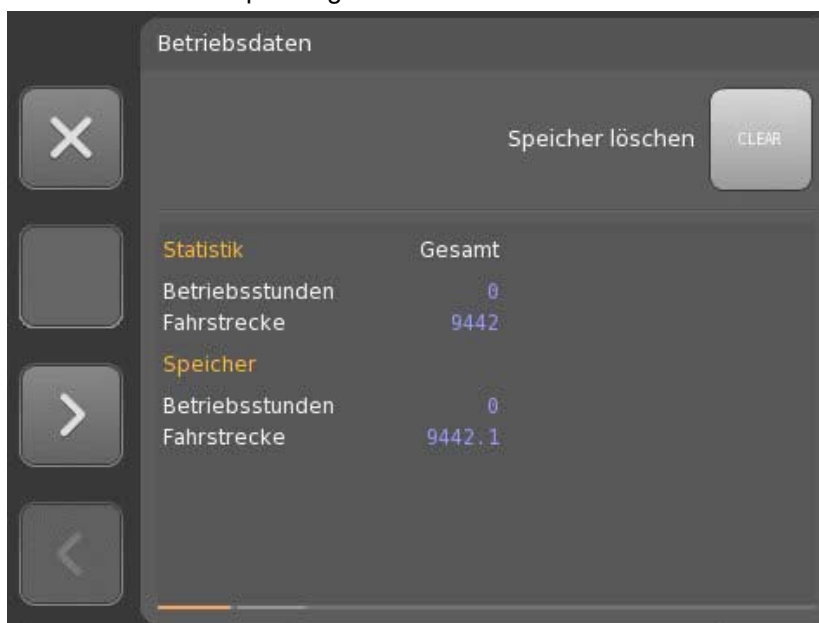 Betriebsdaten
Speicher löschen CLEAR
Statistik Gesamt
Betriebsstunden 0
Fahrstrecke 9442
Speicher
Betriebsstunden 0
Fahrstrecke 9442.1